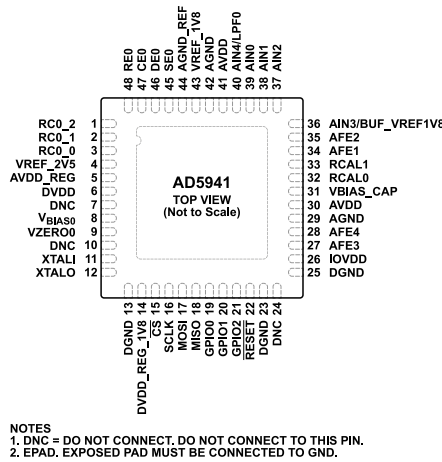 48 RE0
47 CE0
46 DE0
45 SE0
44 AGND_REF
43 VREF_1V8
42 AGND
41 AVDD
40 AIN4/LPF0
39 AIN0
38 AIN1
37 AIN2
RC0_2 1
RC0_1 2
RC0_0 3
VREF_2V5 4
AVDD_REG 5
DVDD 6
DNC 7
VBIAS0 8
VZERO0 9
DNC 10
XTALI 11
XTALO 12
AD5941
TOP VIEW
(Not to Scale)
36 AIN3/BUF_VREF1V8
35 AFE2
34 AFE1
33 RCAL1
32 RCAL0
31 VBIAS_CAP
30 AVDD
29 AGND
28 AFE4
27 AFE3
26 IOVDD
25 DGND
DGND 13
DVDD_REG_1V8 14
CS 15
SCLK 16
MOSI 17
MISO 18
GPIO0 19
GPIO1 20
GPIO2 21
RESET 22
DGND 23
DNC 24
NOTES
1. DNC = DO NOT CONNECT. DO NOT CONNECT TO THIS PIN.
2. EPAD. EXPOSED PAD MUST BE CONNECTED TO GND.